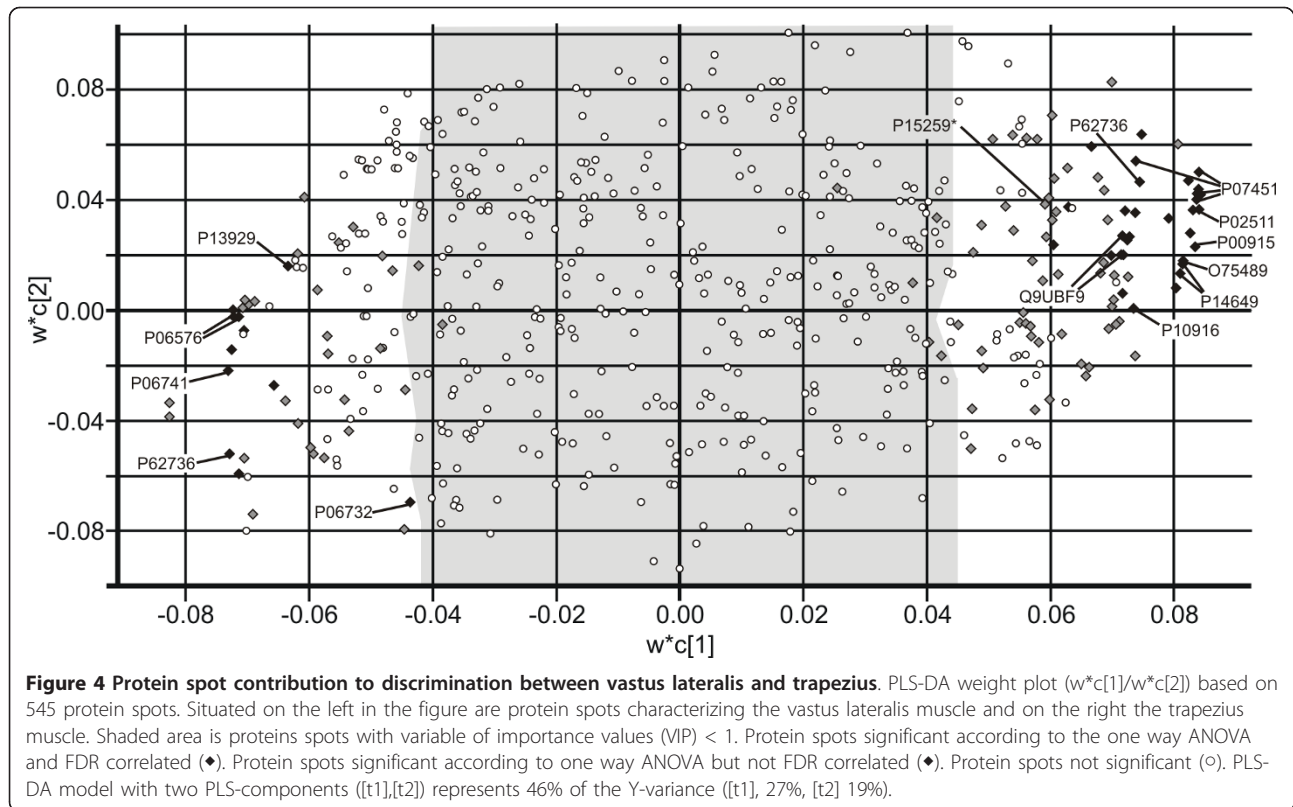 0.08
0.04
0.00
-0.04
-0.08
w*c[2]
P15259*
P62736
P07451
P02511
P00915
O75489
P14649
Q9UBF9
P10916
P13929
P06576
P06741
P62736
P06732
-0.08 -0.06 -0.04 -0.02 0.00 0.02 0.04 0.06 0.08
w*c[1]
Figure 4 Protein spot contribution to discrimination between vastus lateralis and trapezius. PLS-DA weight plot (w*c[1]/w*c[2]) based on
545 protein spots. Situated on the left in the figure are protein spots characterizing the vastus lateralis muscle and on the right the trapezius
muscle. Shaded area is proteins spots with variable of importance values (VIP) < 1. Protein spots significant according to the one way ANOVA
and FDR correlated (◆). Protein spots significant according to one way ANOVA but not FDR correlated (◆). Protein spots not significant (○). PLS-
DA model with two PLS-components ([t1],[t2]) represents 46% of the Y-variance ([t1], 27%, [t2] 19%).